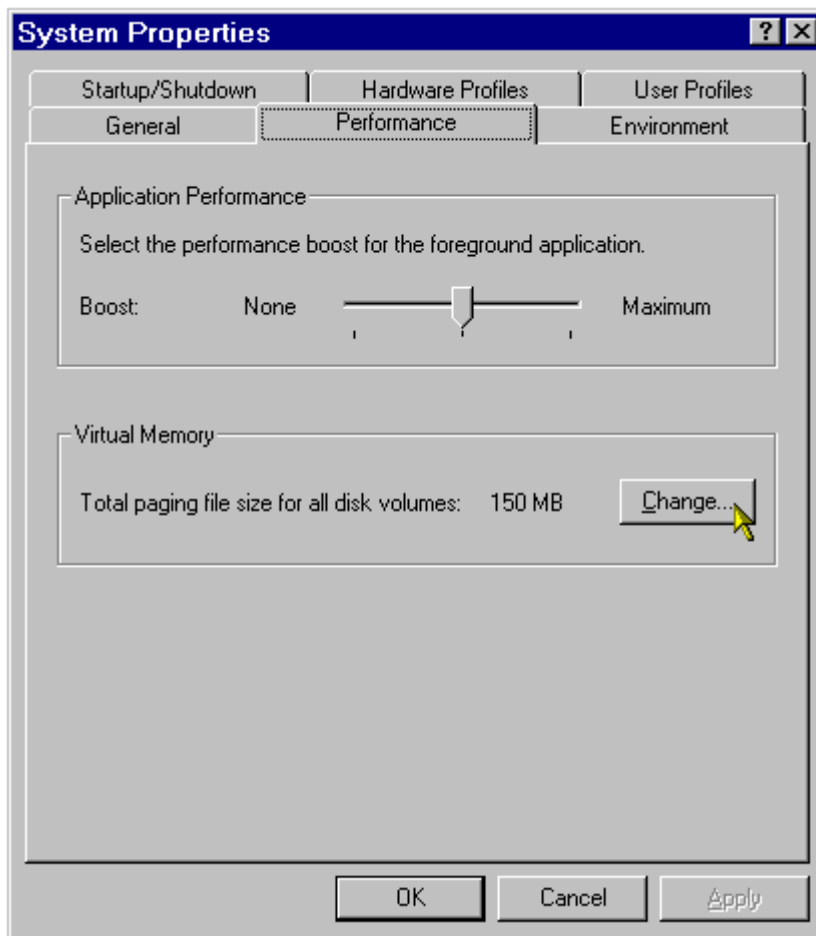 System Properties
Startup/Shutdown Hardware Profiles User Profiles
General Performance Environment
Application Performance
Select the performance boost for the foreground application.
Boost: None Maximum
Virtual Memory
Total paging file size for all disk volumes: 150 MB Change...
OK Cancel Apply